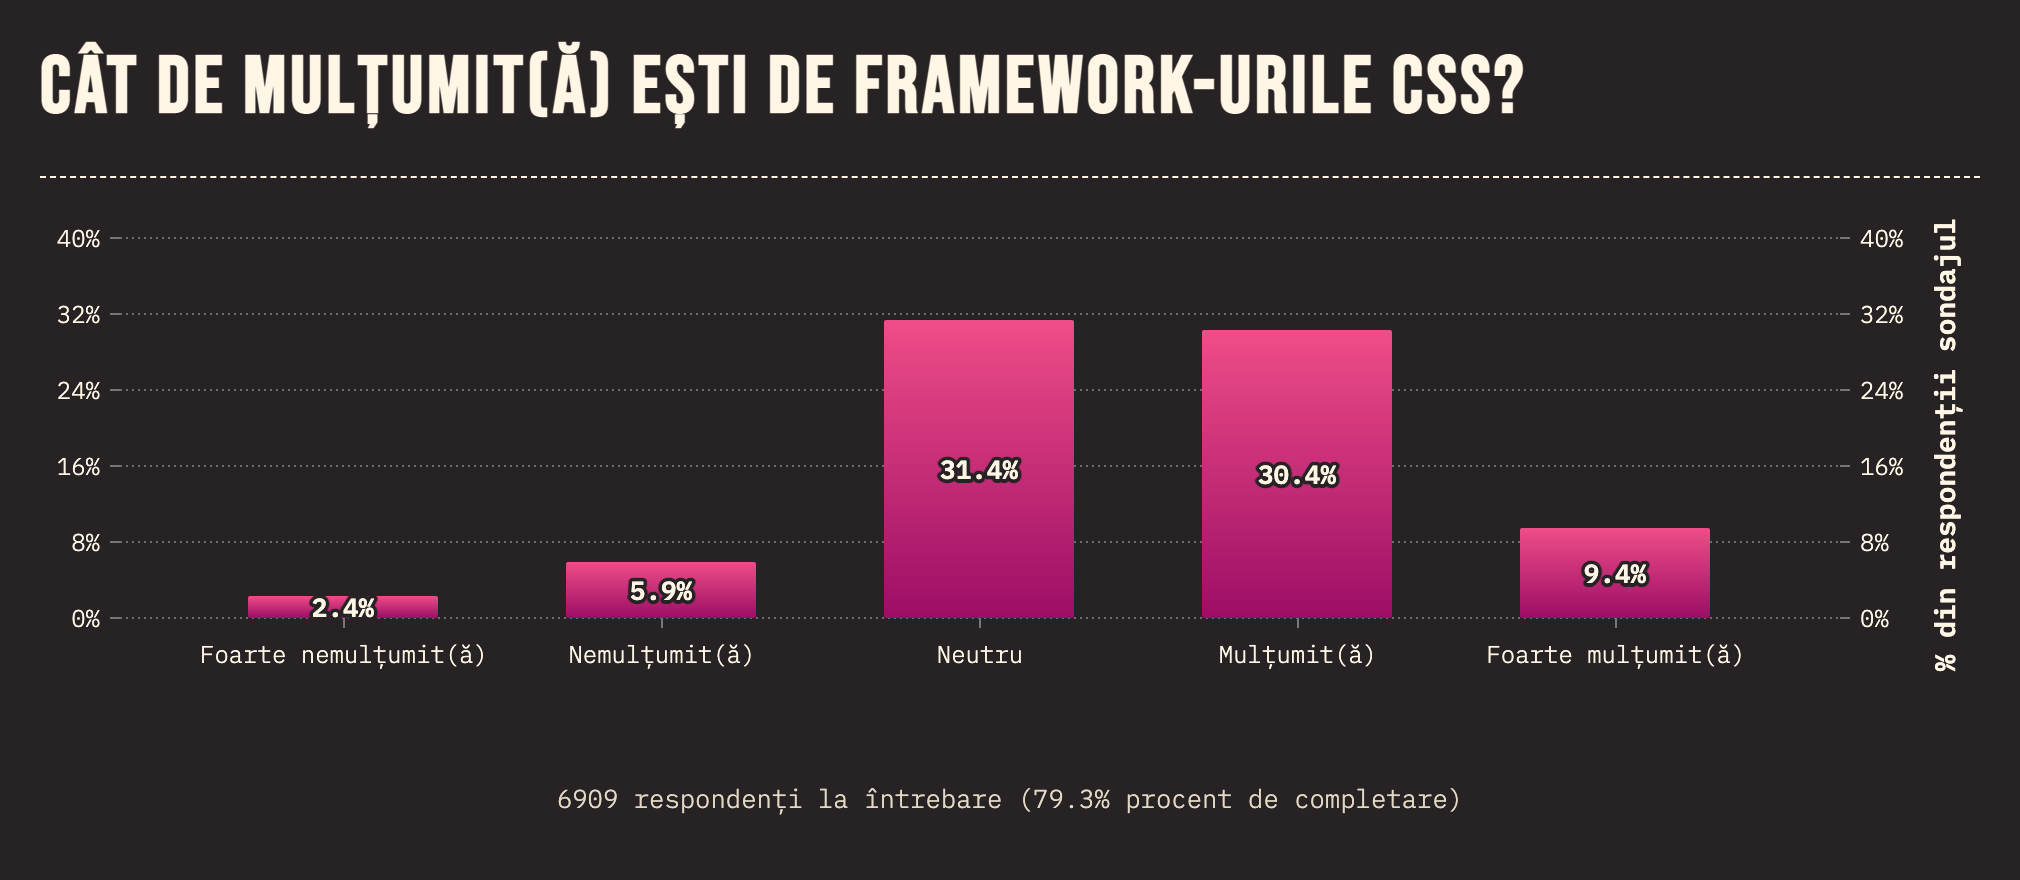 CÂT DE MULȚUMIT(Ă) EȘTI DE FRAMEWORK-URILE CSS?
40%
32%
24%
16%
8%
0%
40%
32%
24%
16%
8%
0%
% din respondenții sondajul
2.4%
5.9%
31.4%
30.4%
9.4%
Foarte nemulțumit(ă)
Nemulțumit(ă)
Neutru
Mulțumit(ă)
Foarte mulțumit(ă)
6909 respondenți la întrebare (79.3% procent de completare)